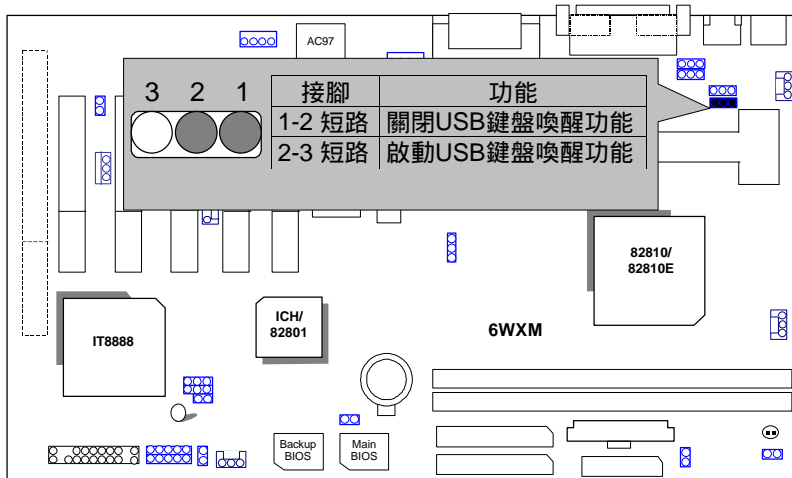 AC97
3 2 1
接腳 功能
1-2 短路 關閉USB鍵盤喚醒功能
2-3 短路 啟動USB鍵盤喚醒功能
82810/
82810E
IT8888
ICH/
82801
6WXM
Backup
BIOS
Main
BIOS